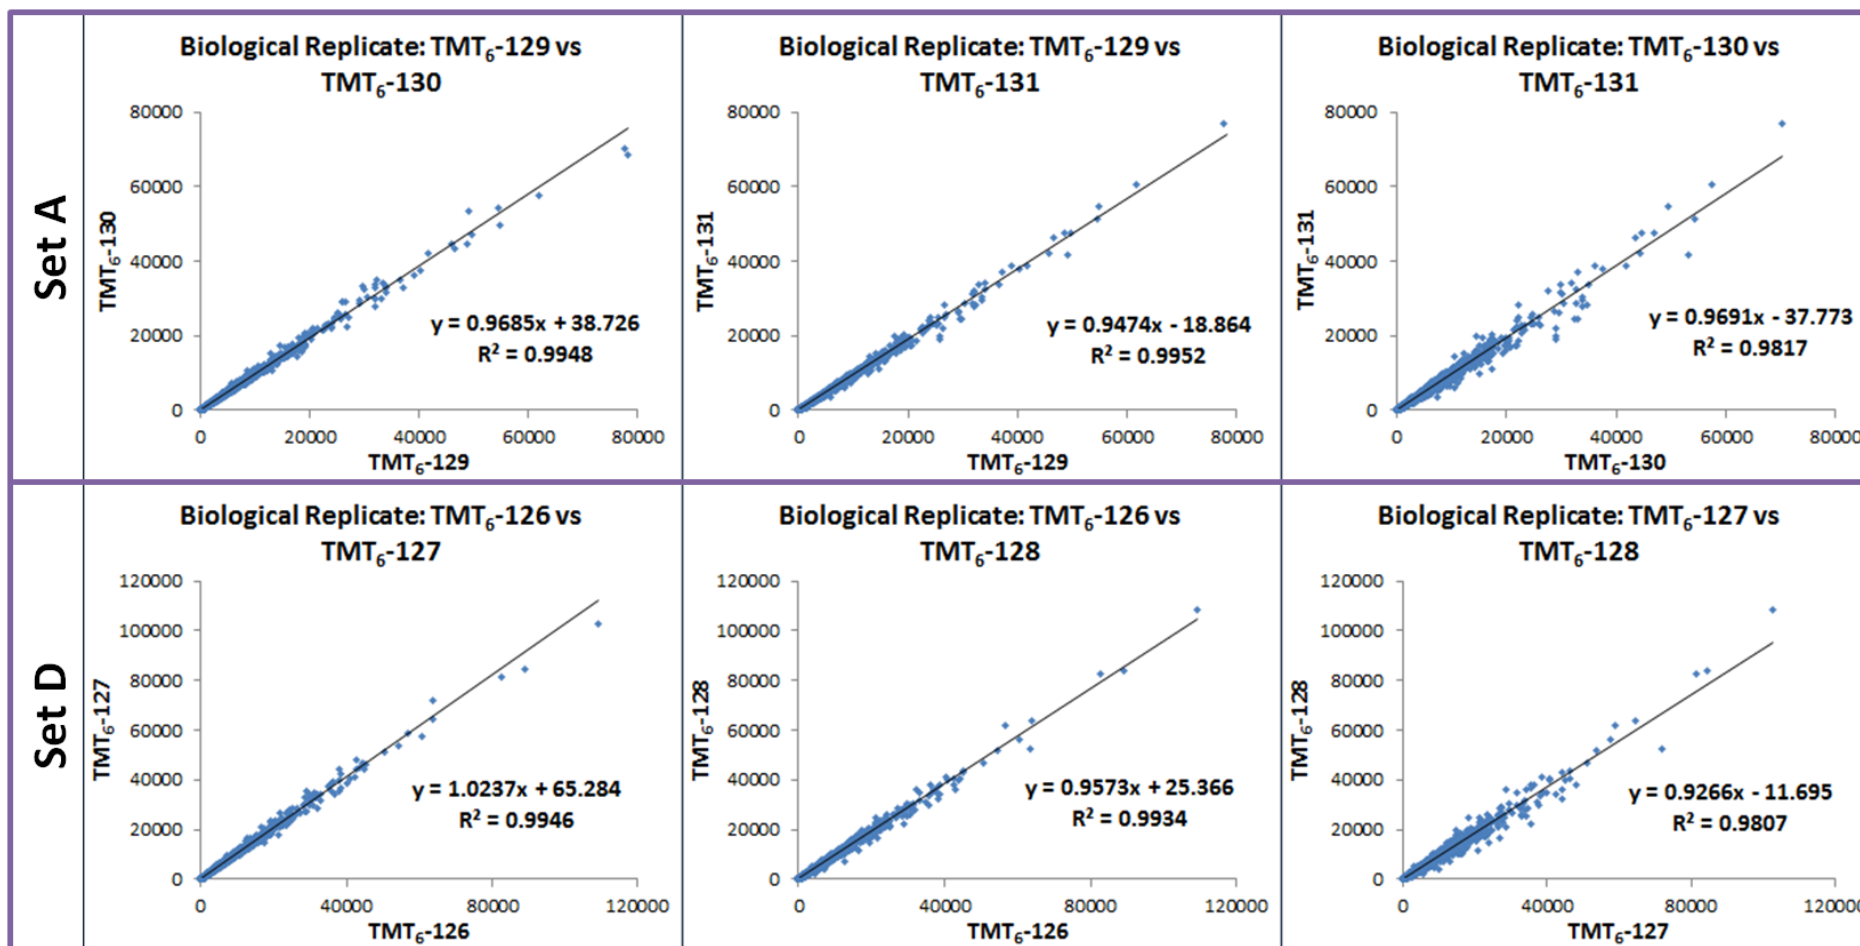 Set A
Biological Replicate: TMT₆-129 vs
TMT₆-130
80000
60000
40000
20000
0
TMT₆-130
y = 0.9685x + 38.726
R² = 0.9948
0 20000 40000 60000 80000
TMT₆-129
Biological Replicate: TMT₆-129 vs
TMT₆-131
80000
60000
40000
20000
0
TMT₆-131
y = 0.9474x - 18.864
R² = 0.9952
0 20000 40000 60000 80000
TMT₆-129
Biological Replicate: TMT₆-130 vs
TMT₆-131
80000
60000
40000
20000
0
TMT₆-131
y = 0.9691x - 37.773
R² = 0.9817
0 20000 40000 60000 80000
TMT₆-130
Set D
Biological Replicate: TMT₆-126 vs
TMT₆-127
120000
100000
80000
60000
40000
20000
0
TMT₆-127
y = 1.0237x + 65.284
R² = 0.9946
0 40000 80000 120000
TMT₆-126
Biological Replicate: TMT₆-126 vs
TMT₆-128
120000
100000
80000
60000
40000
20000
0
TMT₆-128
y = 0.9573x + 25.366
R² = 0.9934
0 40000 80000 120000
TMT₆-126
Biological Replicate: TMT₆-127 vs
TMT₆-128
120000
100000
80000
60000
40000
20000
0
TMT₆-128
y = 0.9266x - 11.695
R² = 0.9807
0 40000 80000 120000
TMT₆-127